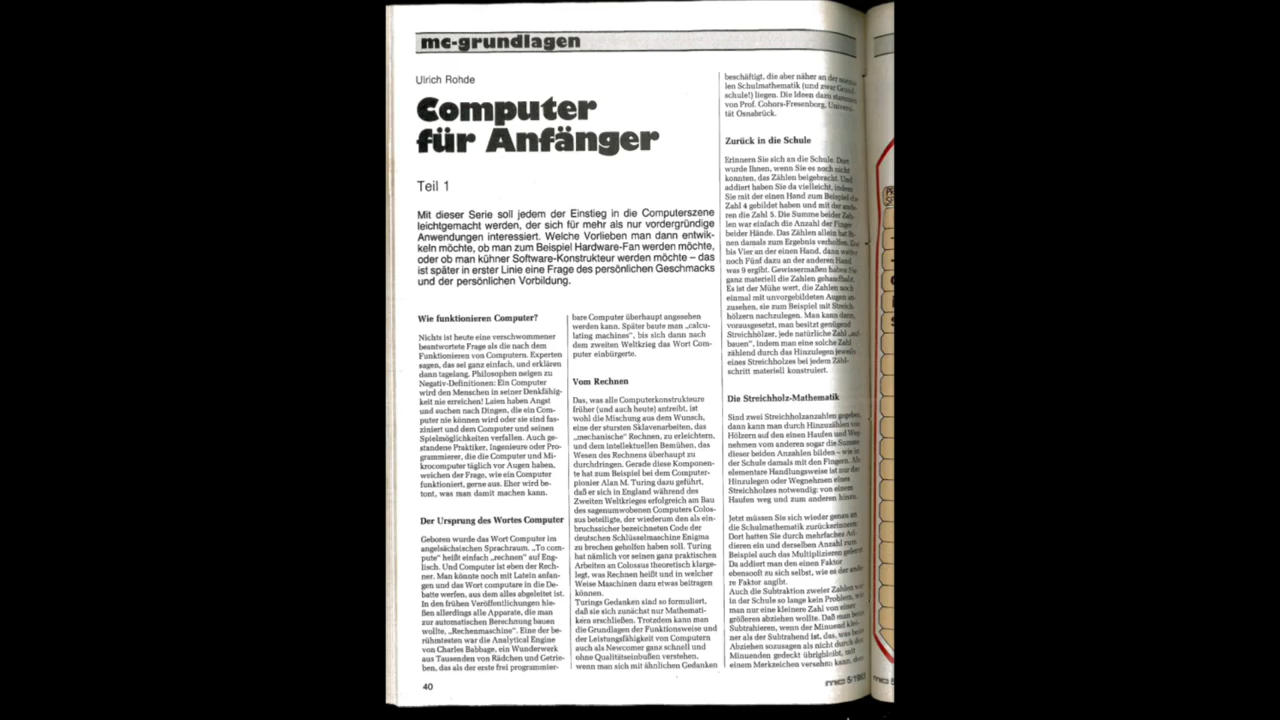 mc-grundlagen
Ulrich Rohde
Computer
für Anfänger
Teil 1
Mit dieser Serie soll jedem der Einstieg in die Computerszene
leichtgemacht werden, der sich für mehr als nur vordergründige
Anwendungen interessiert. Welche Vorlieben man dann entwik-
keln möchte, ob man zum Beispiel Hardware-Fan werden möchte,
oder ob man kühner Software-Konstrukteur werden möchte – das
ist später in erster Linie eine Frage des persönlichen Geschmacks
und der persönlichen Vorbildung.
Wie funktionieren Computer?
Nichts ist heute eine verschwommener
beantwortete Frage als die nach dem
Funktionieren von Computern. Experten
sagen, das sei ganz einfach, und erklären
dann tagelang. Philosophen neigen zu
Negativ-Definitionen: Ein Computer
wird den Menschen in seiner Denkfähig-
keit nie erreichen! Laien haben Angst
und suchen nach Dingen, die ein Com-
puter nie können wird oder sie sind fas-
ziniert und dem Computer und seinen
Spielmöglichkeiten verfallen. Auch ge-
standene Praktiker, Ingenieure oder Pro-
grammierer, die die Computer und Mi-
krocomputer täglich vor Augen haben,
weichen der Frage, wie ein Computer
funktioniert, gerne aus. Eher wird be-
tont, was man damit machen kann.
Der Ursprung des Wortes Computer
Geboren wurde das Wort Computer im
angelsächsischen Sprachraum. „To com-
pute“ heißt einfach „rechnen“ auf Eng-
lisch. Und Computer ist eben der Rech-
ner. Man könnte noch mit Latein anfan-
gen und das Wort computare in die De-
batte werfen, aus dem alles abgeleitet ist.
In den frühen Veröffentlichungen hie-
ßen allerdings alle Apparate, die man
zur automatischen Berechnung bauen
wollte, „Rechenmaschine“. Eine der be-
rühmtesten war die Analytical Engine
von Charles Babbage, ein Wunderwerk
aus Tausenden von Rädchen und Getrie-
ben, das als der erste frei programmier-
bare Computer überhaupt angesehen
werden kann. Später baute man „calcu-
lating machines“, bis sich dann nach
dem zweiten Weltkrieg das Wort Com-
puter einbürgerte.
Vom Rechnen
Das, was alle Computerkonstrukteure
früher (und auch heute) antreibt, ist
wohl die Mischung aus dem Wunsch,
eine der stursten Sklavenarbeiten, das
„mechanische“ Rechnen, zu erleichtern,
und dem intellektuellen Bemühen, das
Wesen des Rechnens überhaupt zu
durchdringen. Gerade diese Komponen-
te hat zum Beispiel bei dem Computer-
pionier Alan M. Turing dazu geführt,
daß er sich in England während des
Zweiten Weltkrieges erfolgreich am Bau
des sagenumwobenen Computers Colos-
sus beteiligte, der wiederum den als ein-
bruchssicher bezeichneten Code der
deutschen Schlüsselmaschine Enigma
zu brechen geholfen haben soll. Turing
hat nämlich vor seinen ganz praktischen
Arbeiten an Colossus theoretisch klarge-
legt, was Rechnen heißt und in welcher
Weise Maschinen dazu etwas beitragen
können.
Turings Gedanken sind so formuliert,
daß sie sich zunächst nur Mathemati-
kern erschließen. Trotzdem kann man
die Grundlagen der Funktionsweise und
der Leistungsfähigkeit von Computern
auch als Newcomer ganz schnell und
ohne Qualitätseinbußen verstehen,
wenn man sich mit ähnlichen Gedanken
beschäftigt, die aber näher an der norma-
len Schulmathematik (und zwar Grund-
schule!) liegen. Die Ideen dazu stammen
von Prof. Cohors-Fresenborg, Universi-
tät Osnabrück.
Zurück in die Schule
Erinnern Sie sich an die Schule. Dort
wurde Ihnen, wenn Sie es noch nicht
konnten, das Zählen beigebracht. Und
addiert haben Sie da vielleicht, indem
Sie mit der einen Hand zum Beispiel die
Zahl 4 gebildet haben und mit der ande-
ren die Zahl 5. Die Summe beider Zah-
len war einfach die Anzahl der Finger
beider Hände. Das Zählen allein hat Ih-
nen damals zum Ergebnis verholfen. Erst
bis Vier an der einen Hand, dann weiter
noch Fünf dazu an der anderen Hand
was 9 ergibt. Gewissermaßen haben Sie
ganz materiell die Zahlen gehandhabt.
Es ist der Mühe wert, die Zahlen noch
einmal mit unvorgebildeten Augen an-
zusehen, sie zum Beispiel mit Streich-
hölzern nachzulegen. Man kann dann,
vorausgesetzt, man besitzt genügend
Streichhölzer, jede natürliche Zahl „auf-
bauen“, indem man eine solche Zahl
zählend durch das Hinzulegen jeweils
eines Streichholzes bei jedem Zähl-
schritt materiell konstruiert.
Die Streichholz-Mathematik
Sind zwei Streichholzanzahlen gegeben,
dann kann man durch Hinzuzählen von
Hölzern auf den einen Haufen und Weg-
nehmen vom anderen sogar die Summe
dieser beiden Anzahlen bilden – wie in
der Schule damals mit den Fingern. Als
elementare Handlungsweise ist nur das
Hinzulegen oder Wegnehmen eines
Streichholzes notwendig: von einem
Haufen weg und zum anderen hinzu.
Jetzt müssen Sie sich wieder genau an
die Schulmathematik zurückerinnern:
Dort hatten Sie durch mehrfaches Ad-
dieren ein und derselben Anzahl zum
Beispiel auch das Multiplizieren gelernt.
Da addiert man den einen Faktor
ebensooft zu sich selbst, wie es der ande-
re Faktor angibt.
Auch die Subtraktion zweier Zahlen war
in der Schule so lange kein Problem, wie
man nur eine kleinere Zahl von einer
größeren abziehen wollte. Daß man beim
Subtrahieren, wenn der Minuend klei-
ner als der Subtrahend ist, das, was beim
Abziehen sozusagen als nicht durch den
Minuenden gedeckt übrigbleibt, mit
einem Merkzeichen versehen kann, dem
40
mc 5/1983